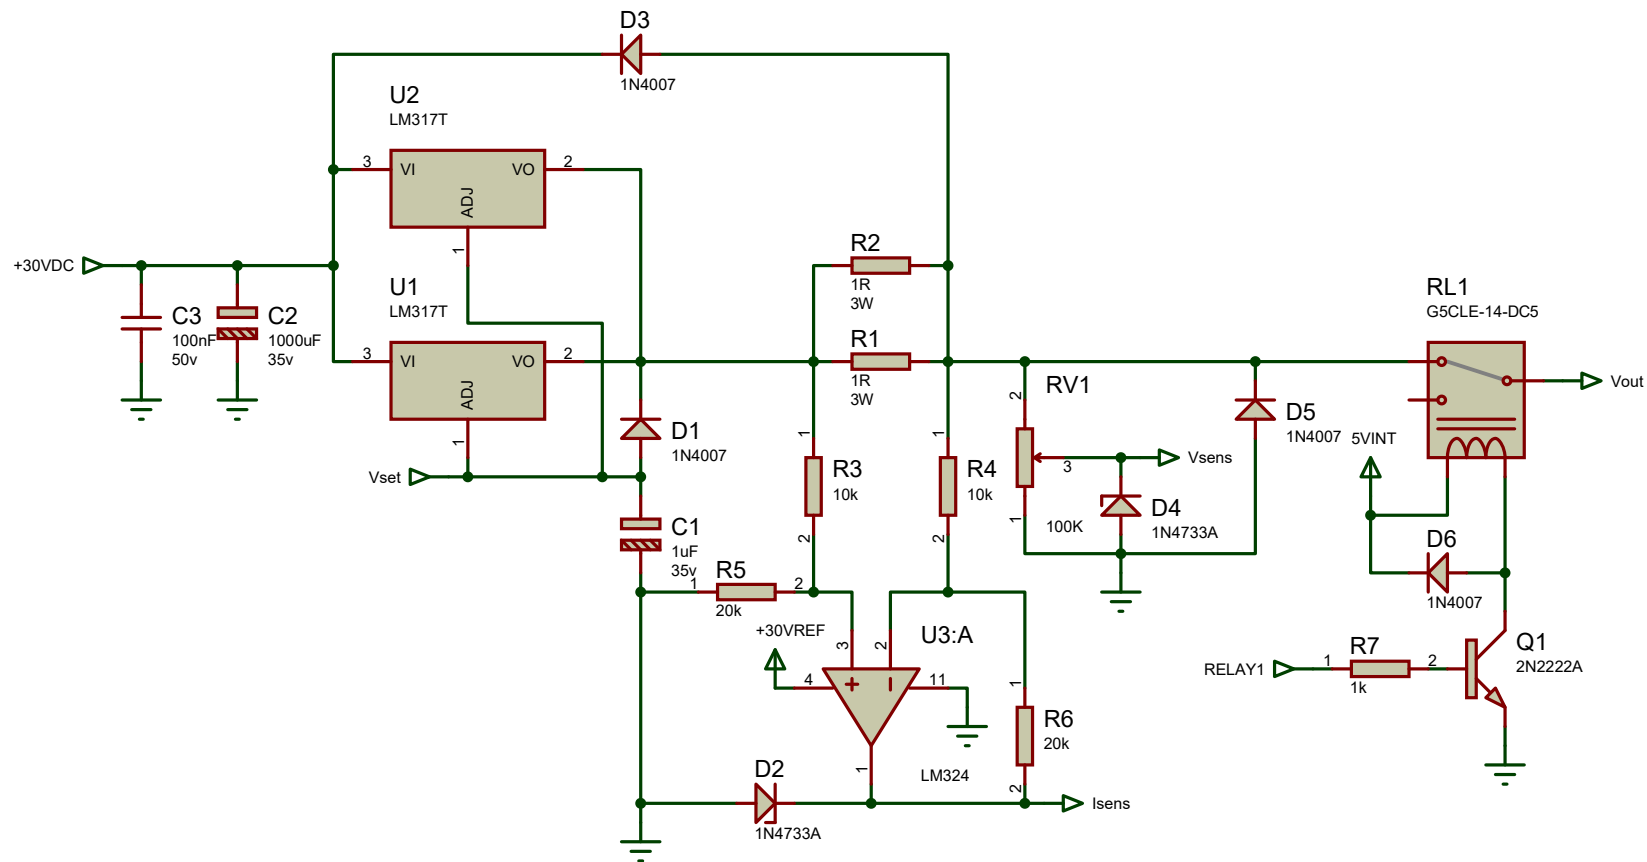 D3
1N4007
U2
LM317T
3
VI
VO
2
ADJ
1
+30VDC
U1
LM317T
3
VI
VO
2
ADJ
1
C3
100nF
50v
C2
1000uF
35v
R2
1R
3W
R1
1R
3W
D1
1N4007
Vset
C1
1uF
35v
1
R3
10k
2
1
R4
10k
2
RV1
2
3
1
100K
Vsens
D4
1N4733A
D5
1N4007
RL1
G5CLE-14-DC5
Vout
5VINT
D6
1N4007
1
R5
2
20k
+30VREF
4
3
2
11
U3:A
1
LM324
1
R6
20k
2
D2
1N4733A
Isens
RELAY1
1
R7
2
1k
Q1
2N2222A